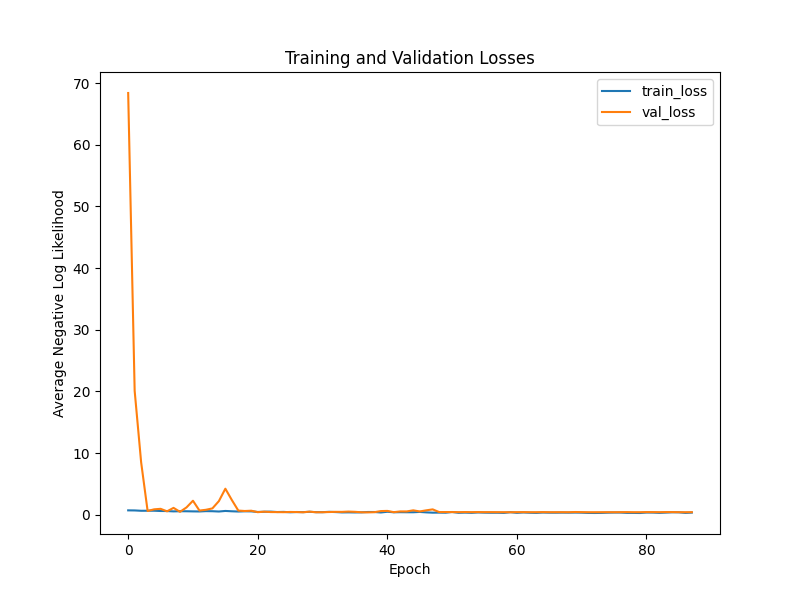 Training and Validation Losses
train_loss
val_loss
Average Negative Log Likelihood
70
60
50
40
30
20
10
0
0 20 40 60 80
Epoch